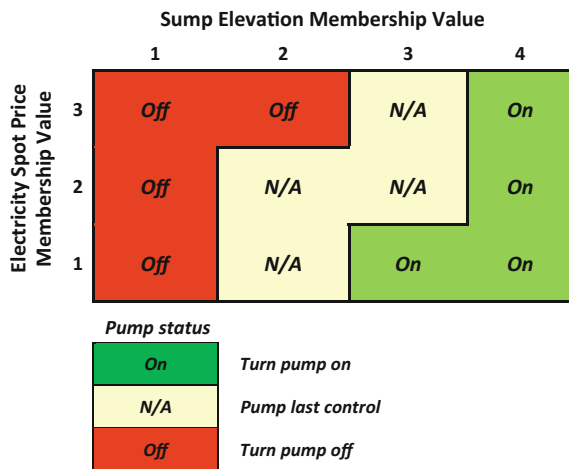 Sump Elevation Membership Value
1 2 3 4
Electricity Spot Price
Membership Value
3 Off Off N/A On
2 Off N/A N/A On
1 Off N/A On On
Pump status
On Turn pump on
N/A Pump last control
Off Turn pump off